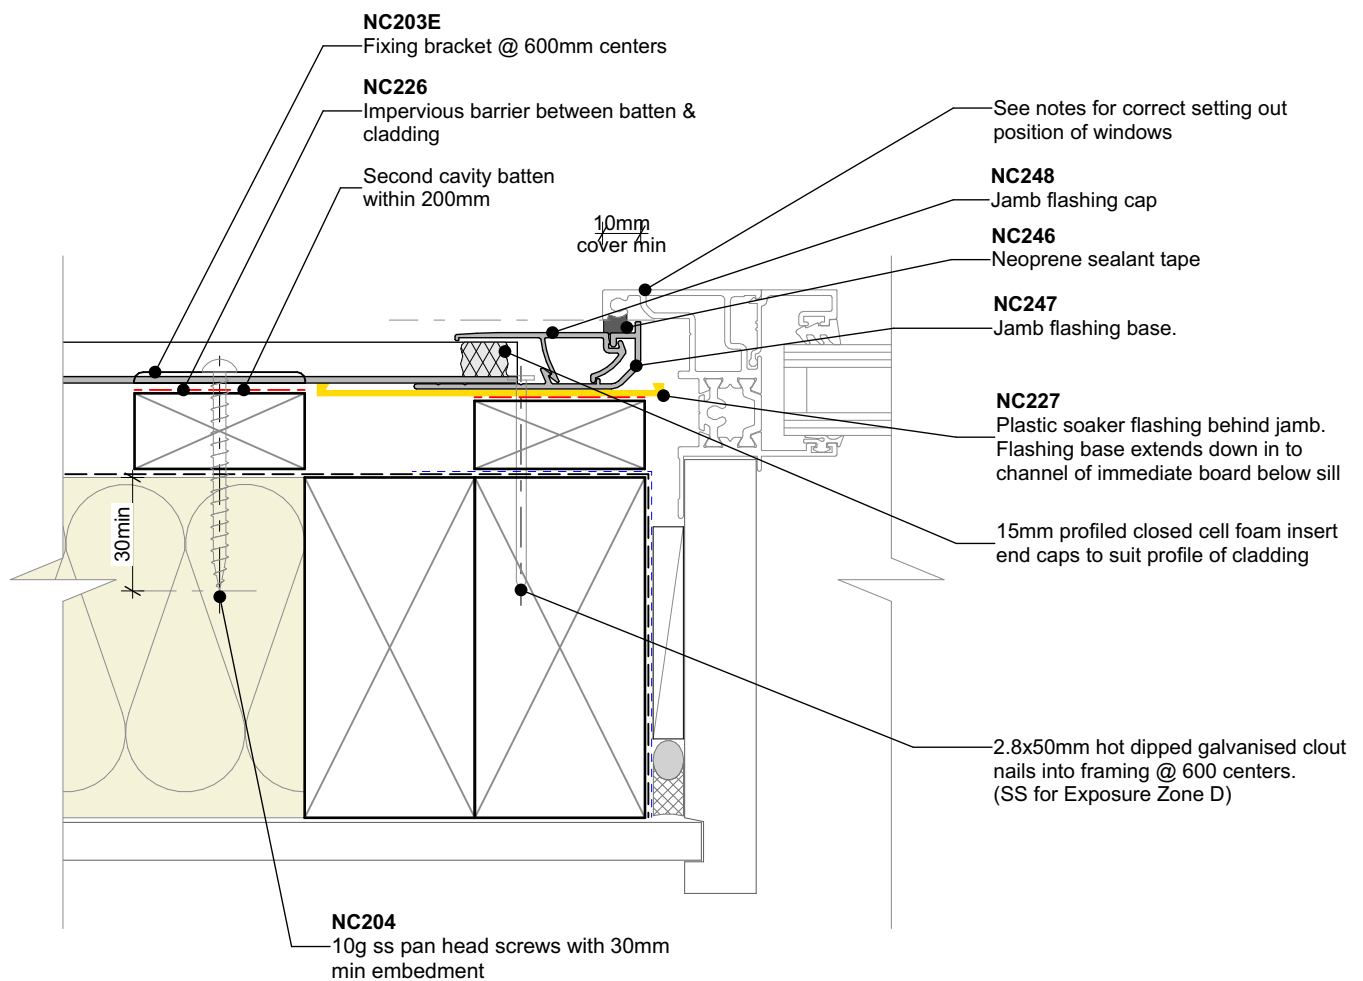 NC203E
Fixing bracket @ 600mm centers
NC226
Impervious barrier between batten &
cladding
Second cavity batten
within 200mm
10mm
cover min
See notes for correct setting out
position of windows
NC248
Jamb flashing cap
NC246
Neoprene sealant tape
NC247
Jamb flashing base.
NC227
Plastic soaker flashing behind jamb.
Flashing base extends down in to
channel of immediate board below sill
15mm profiled closed cell foam insert
end caps to suit profile of cladding
30min
2.8x50mm hot dipped galvanised clout
nails into framing @ 600 centers.
(SS for Exposure Zone D)
NC204
10g ss pan head screws with 30mm
min embedment